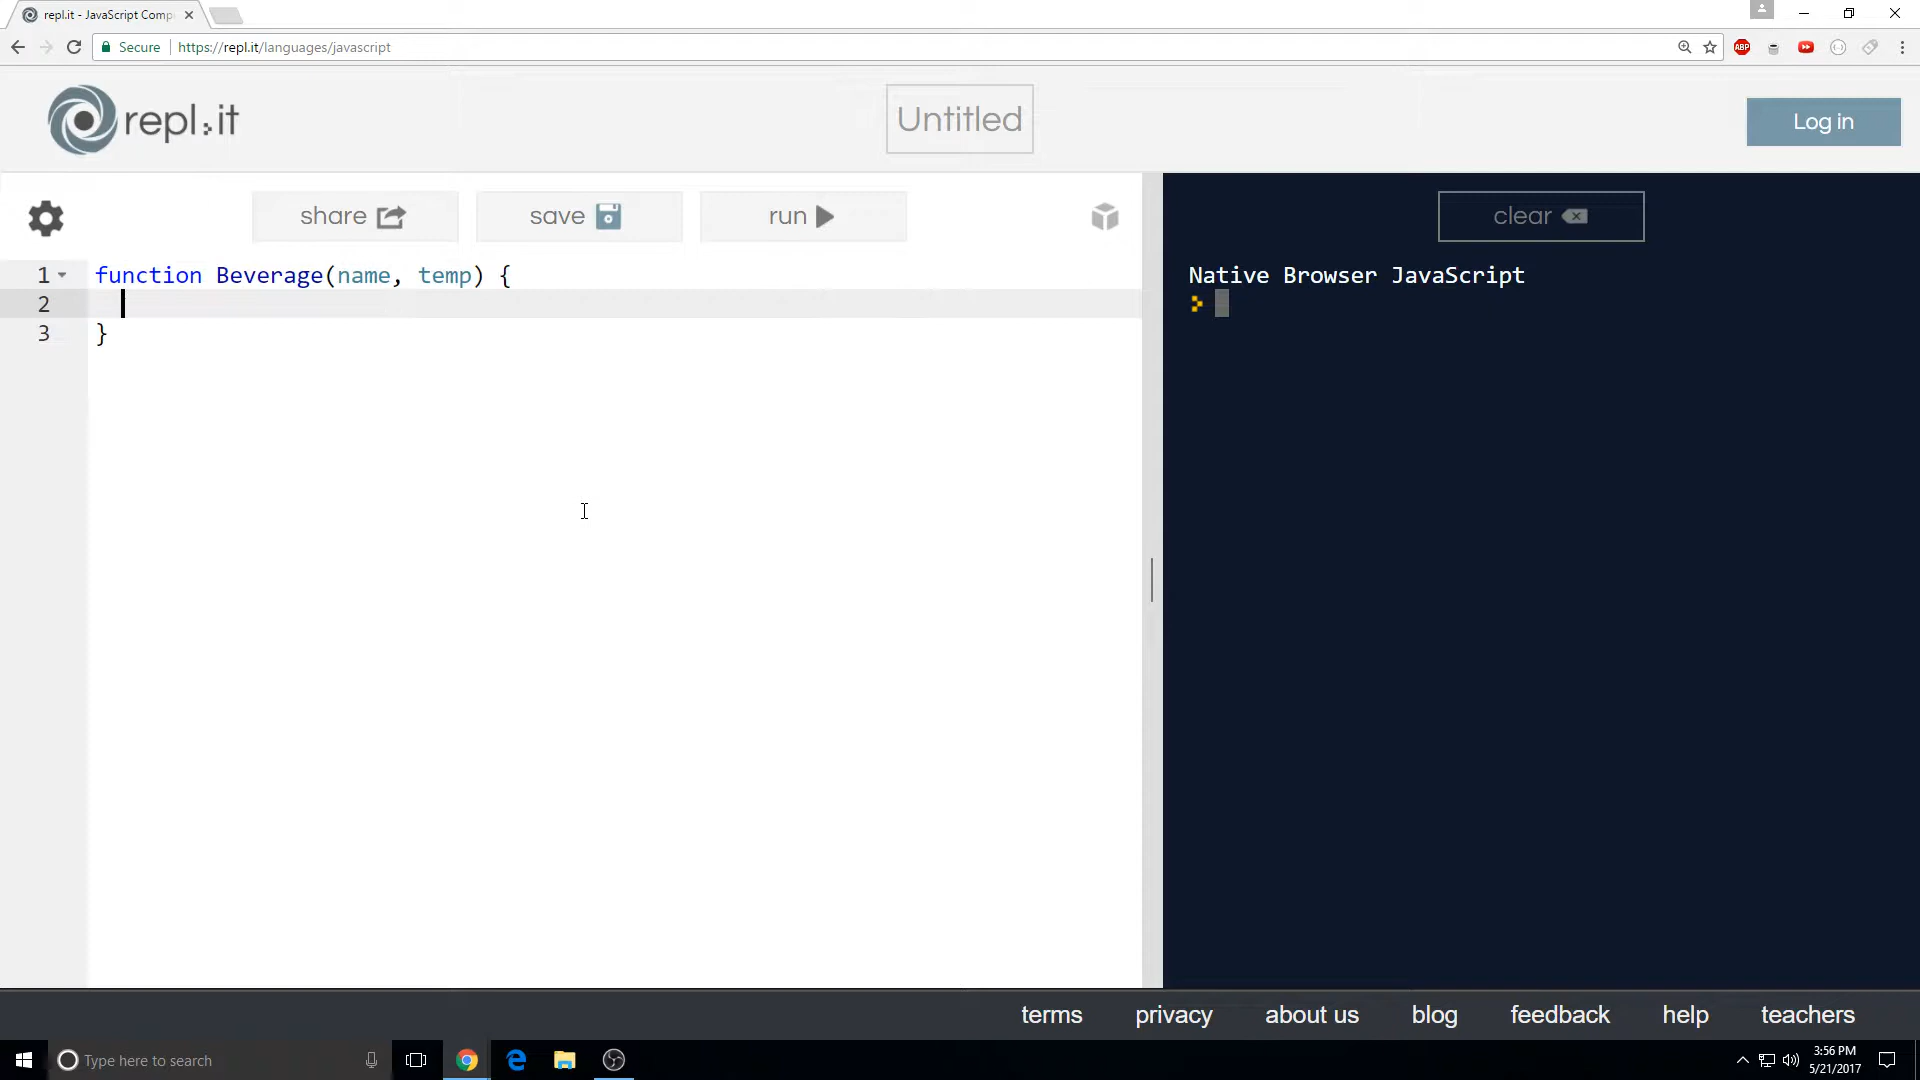 repl.it - JavaScript Comp
Secure https://repl.it/languages/javascript
ABP
repl.it
Untitled
Log in
share
save
run
clear
1 function Beverage(name, temp) {
2
3 }
Native Browser JavaScript
terms privacy about us blog feedback help teachers
Type here to search
3:56 PM
5/21/2017